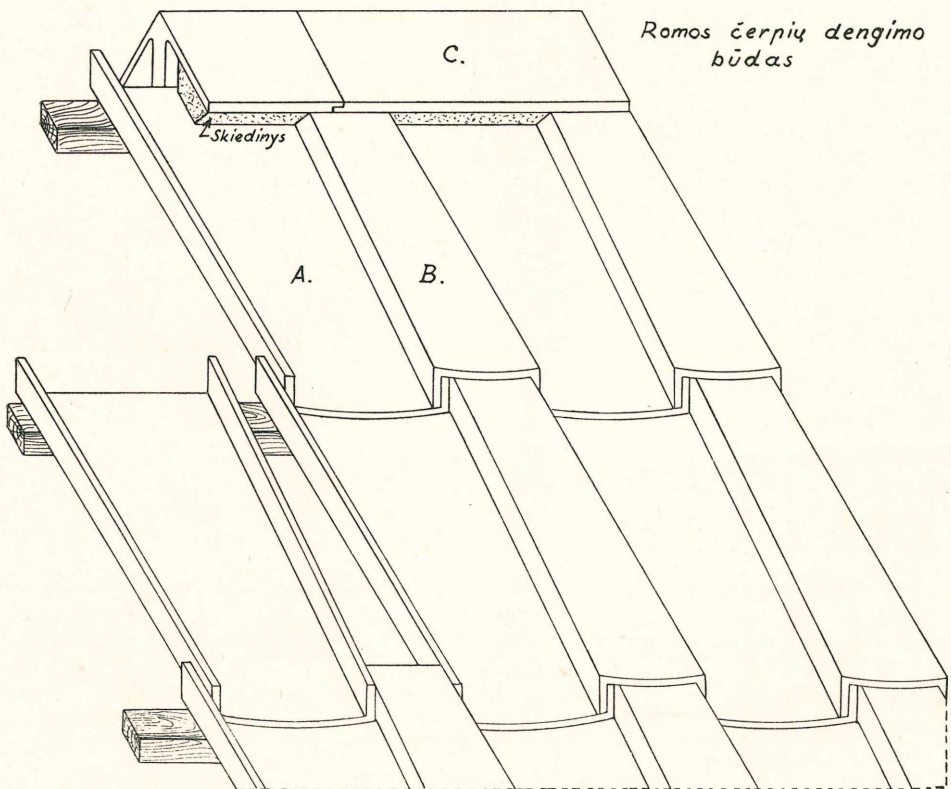 Romos čerpių dengimo
būdas
C.
Skiedinys
A.
B.